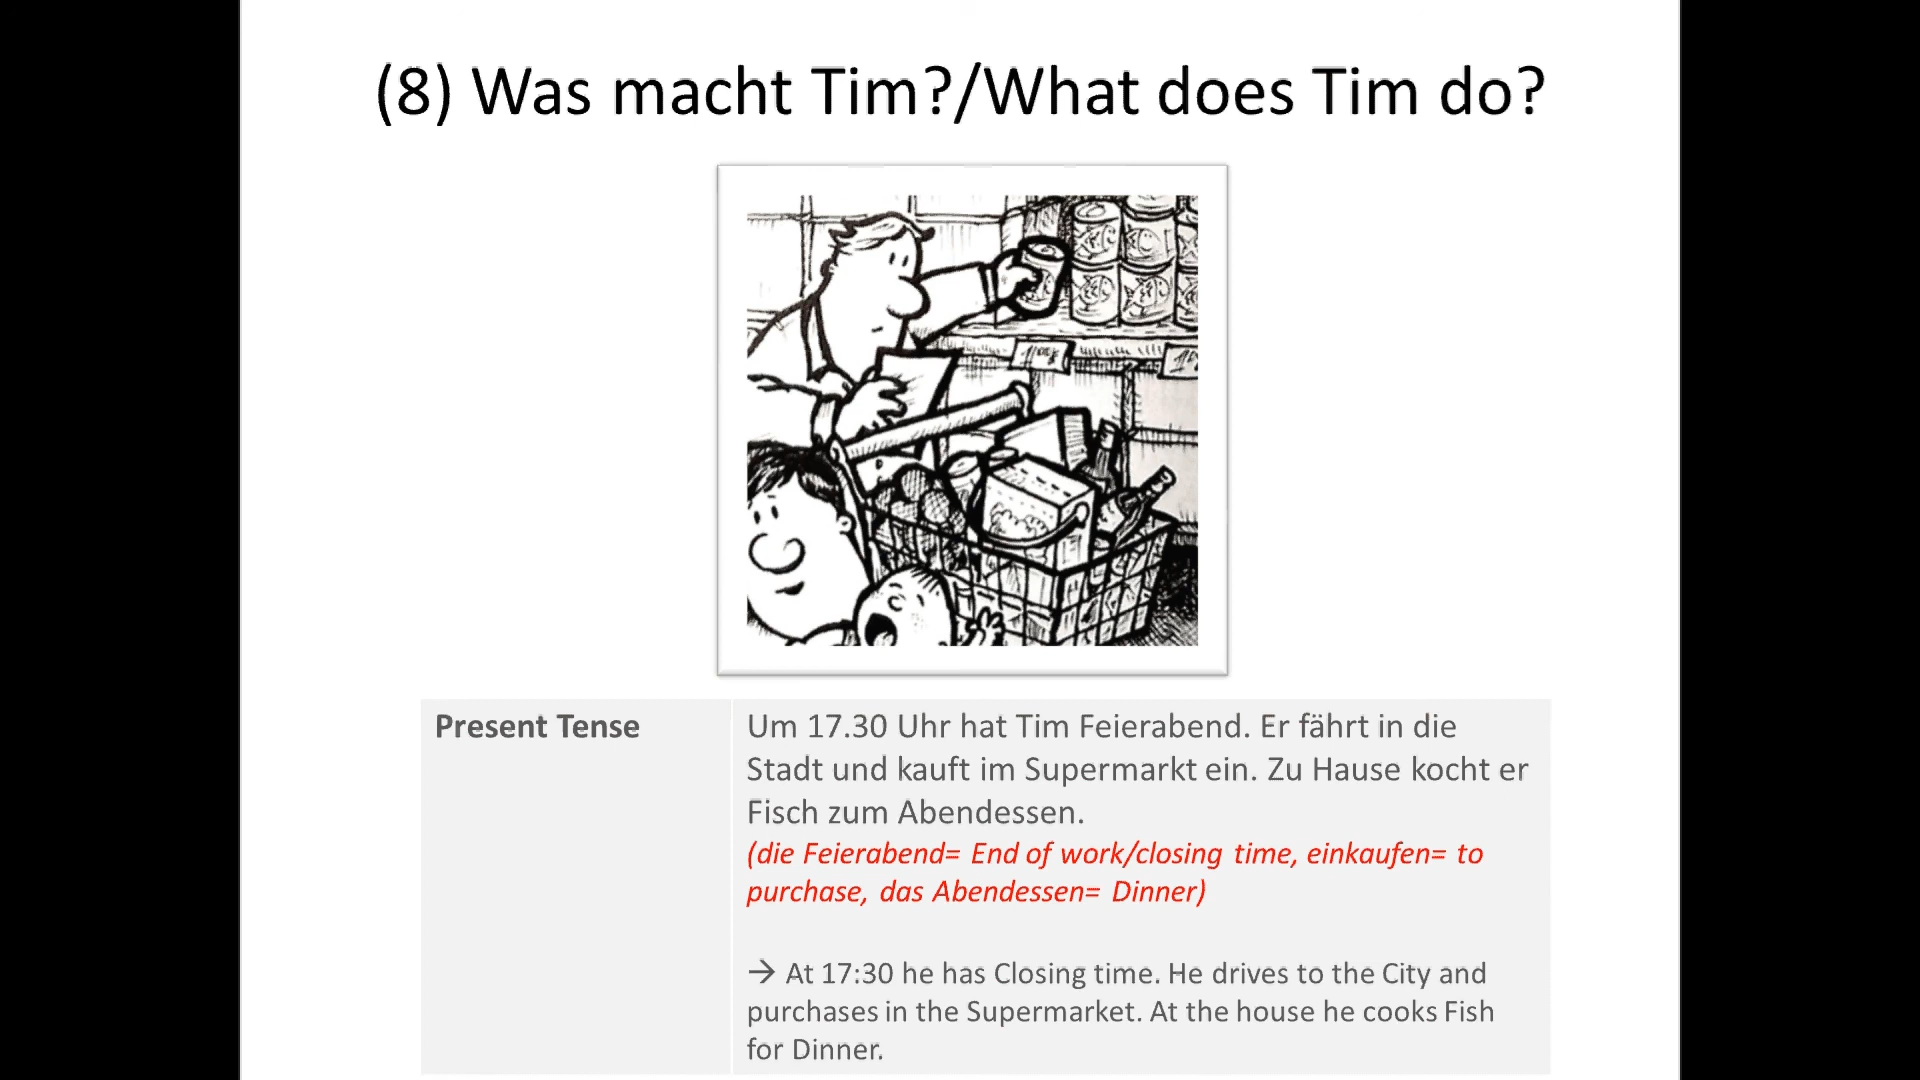 (8) Was macht Tim?/What does Tim do?
Present Tense
Um 17.30 Uhr hat Tim Feierabend. Er fährt in die
Stadt und kauft im Supermarkt ein. Zu Hause kocht er
Fisch zum Abendessen.
(die Feierabend= End of work/closing time, einkaufen= to
purchase, das Abendessen= Dinner)
→ At 17:30 he has Closing time. He drives to the City and
purchases in the Supermarket. At the house he cooks Fish
for Dinner.